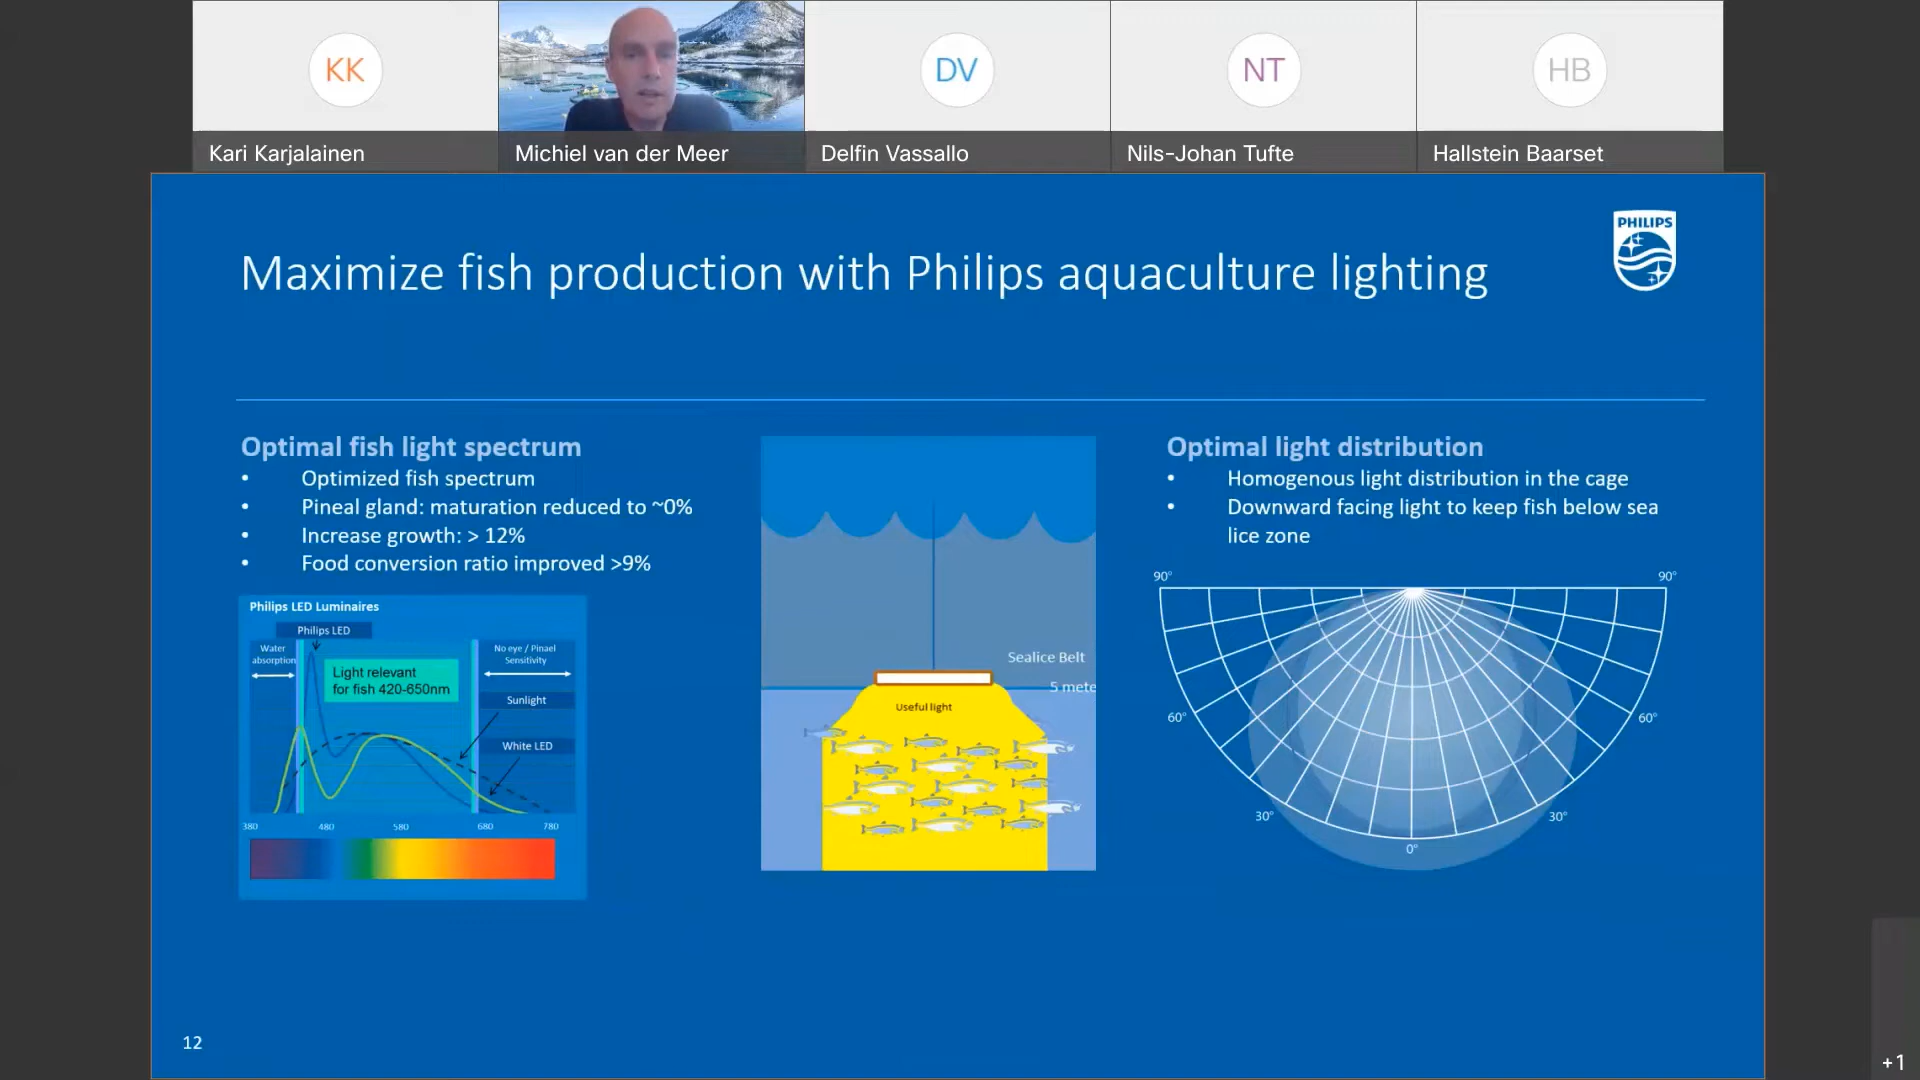 KK
DV
NT
HB
Kari Karjalainen
Michiel van der Meer
Delfin Vassallo
Nils-Johan Tufte
Hallstein Baarset
PHILIPS
Maximize fish production with Philips aquaculture lighting
Optimal fish light spectrum
• Optimized fish spectrum
• Pineal gland: maturation reduced to ~0%
• Increase growth: > 12%
• Food conversion ratio improved >9%
Philips LED Luminaires
Philips LED
Water
absorption
Light relevant
for fish 420-650nm
No eye / Pinael
Sensitivity
Sunlight
White LED
380 480 580 680 780
Sealice Belt
5 mete
Useful light
Optimal light distribution
• Homogenous light distribution in the cage
• Downward facing light to keep fish below sea
lice zone
90° 90°
60° 60°
30° 30°
0°
12
+1